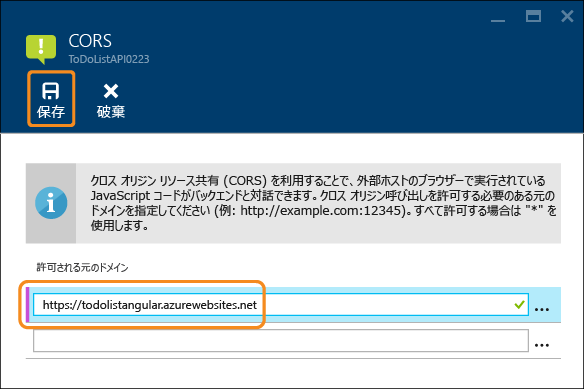 CORS
ToDoListAPI0223
保存
破棄
クロス オリジン リソース共有 (CORS) を利用することで、外部ホストのブラウザーで実行されている
JavaScript コードがバックエンドと対話できます。クロス オリジン呼び出しを許可する必要のある元の
ドメインを指定してください (例: http://example.com:12345)。すべて許可する場合は "*" を
使用します。
許可される元のドメイン
https://todolistangular.azurewebsites.net